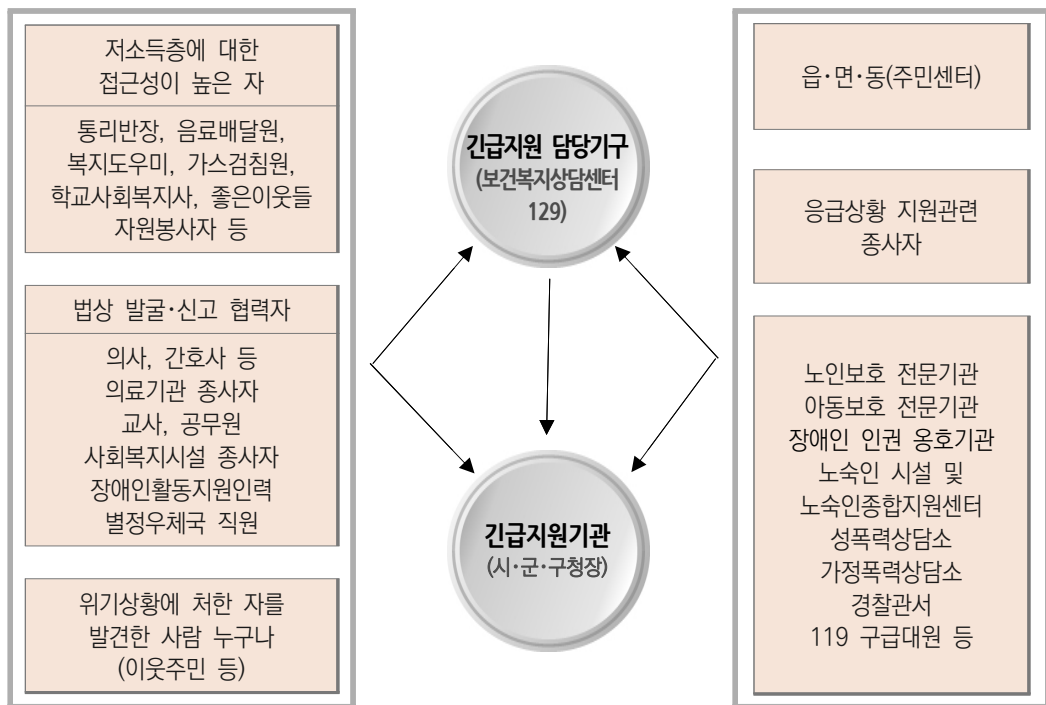 저소득층에 대한
접근성이 높은 자
통리반장, 음료배달원,
복지도우미, 가스검침원,
학교사회복지사, 좋은이웃들
자원봉사자 등
법상 발굴·신고 협력자
의사, 간호사 등
의료기관 종사자
교사, 공무원
사회복지시설 종사자
장애인활동지원인력
별정우체국 직원
위기상황에 처한 자를
발견한 사람 누구나
(이웃주민 등)
긴급지원 담당기구
(보건복지상담센터
129)
긴급지원기관
(시·군·구청장)
읍·면·동(주민센터)
응급상황 지원관련
종사자
노인보호 전문기관
아동보호 전문기관
장애인 인권 옹호기관
노숙인 시설 및
노숙인종합지원센터
성폭력상담소
가정폭력상담소
경찰관서
119 구급대원 등